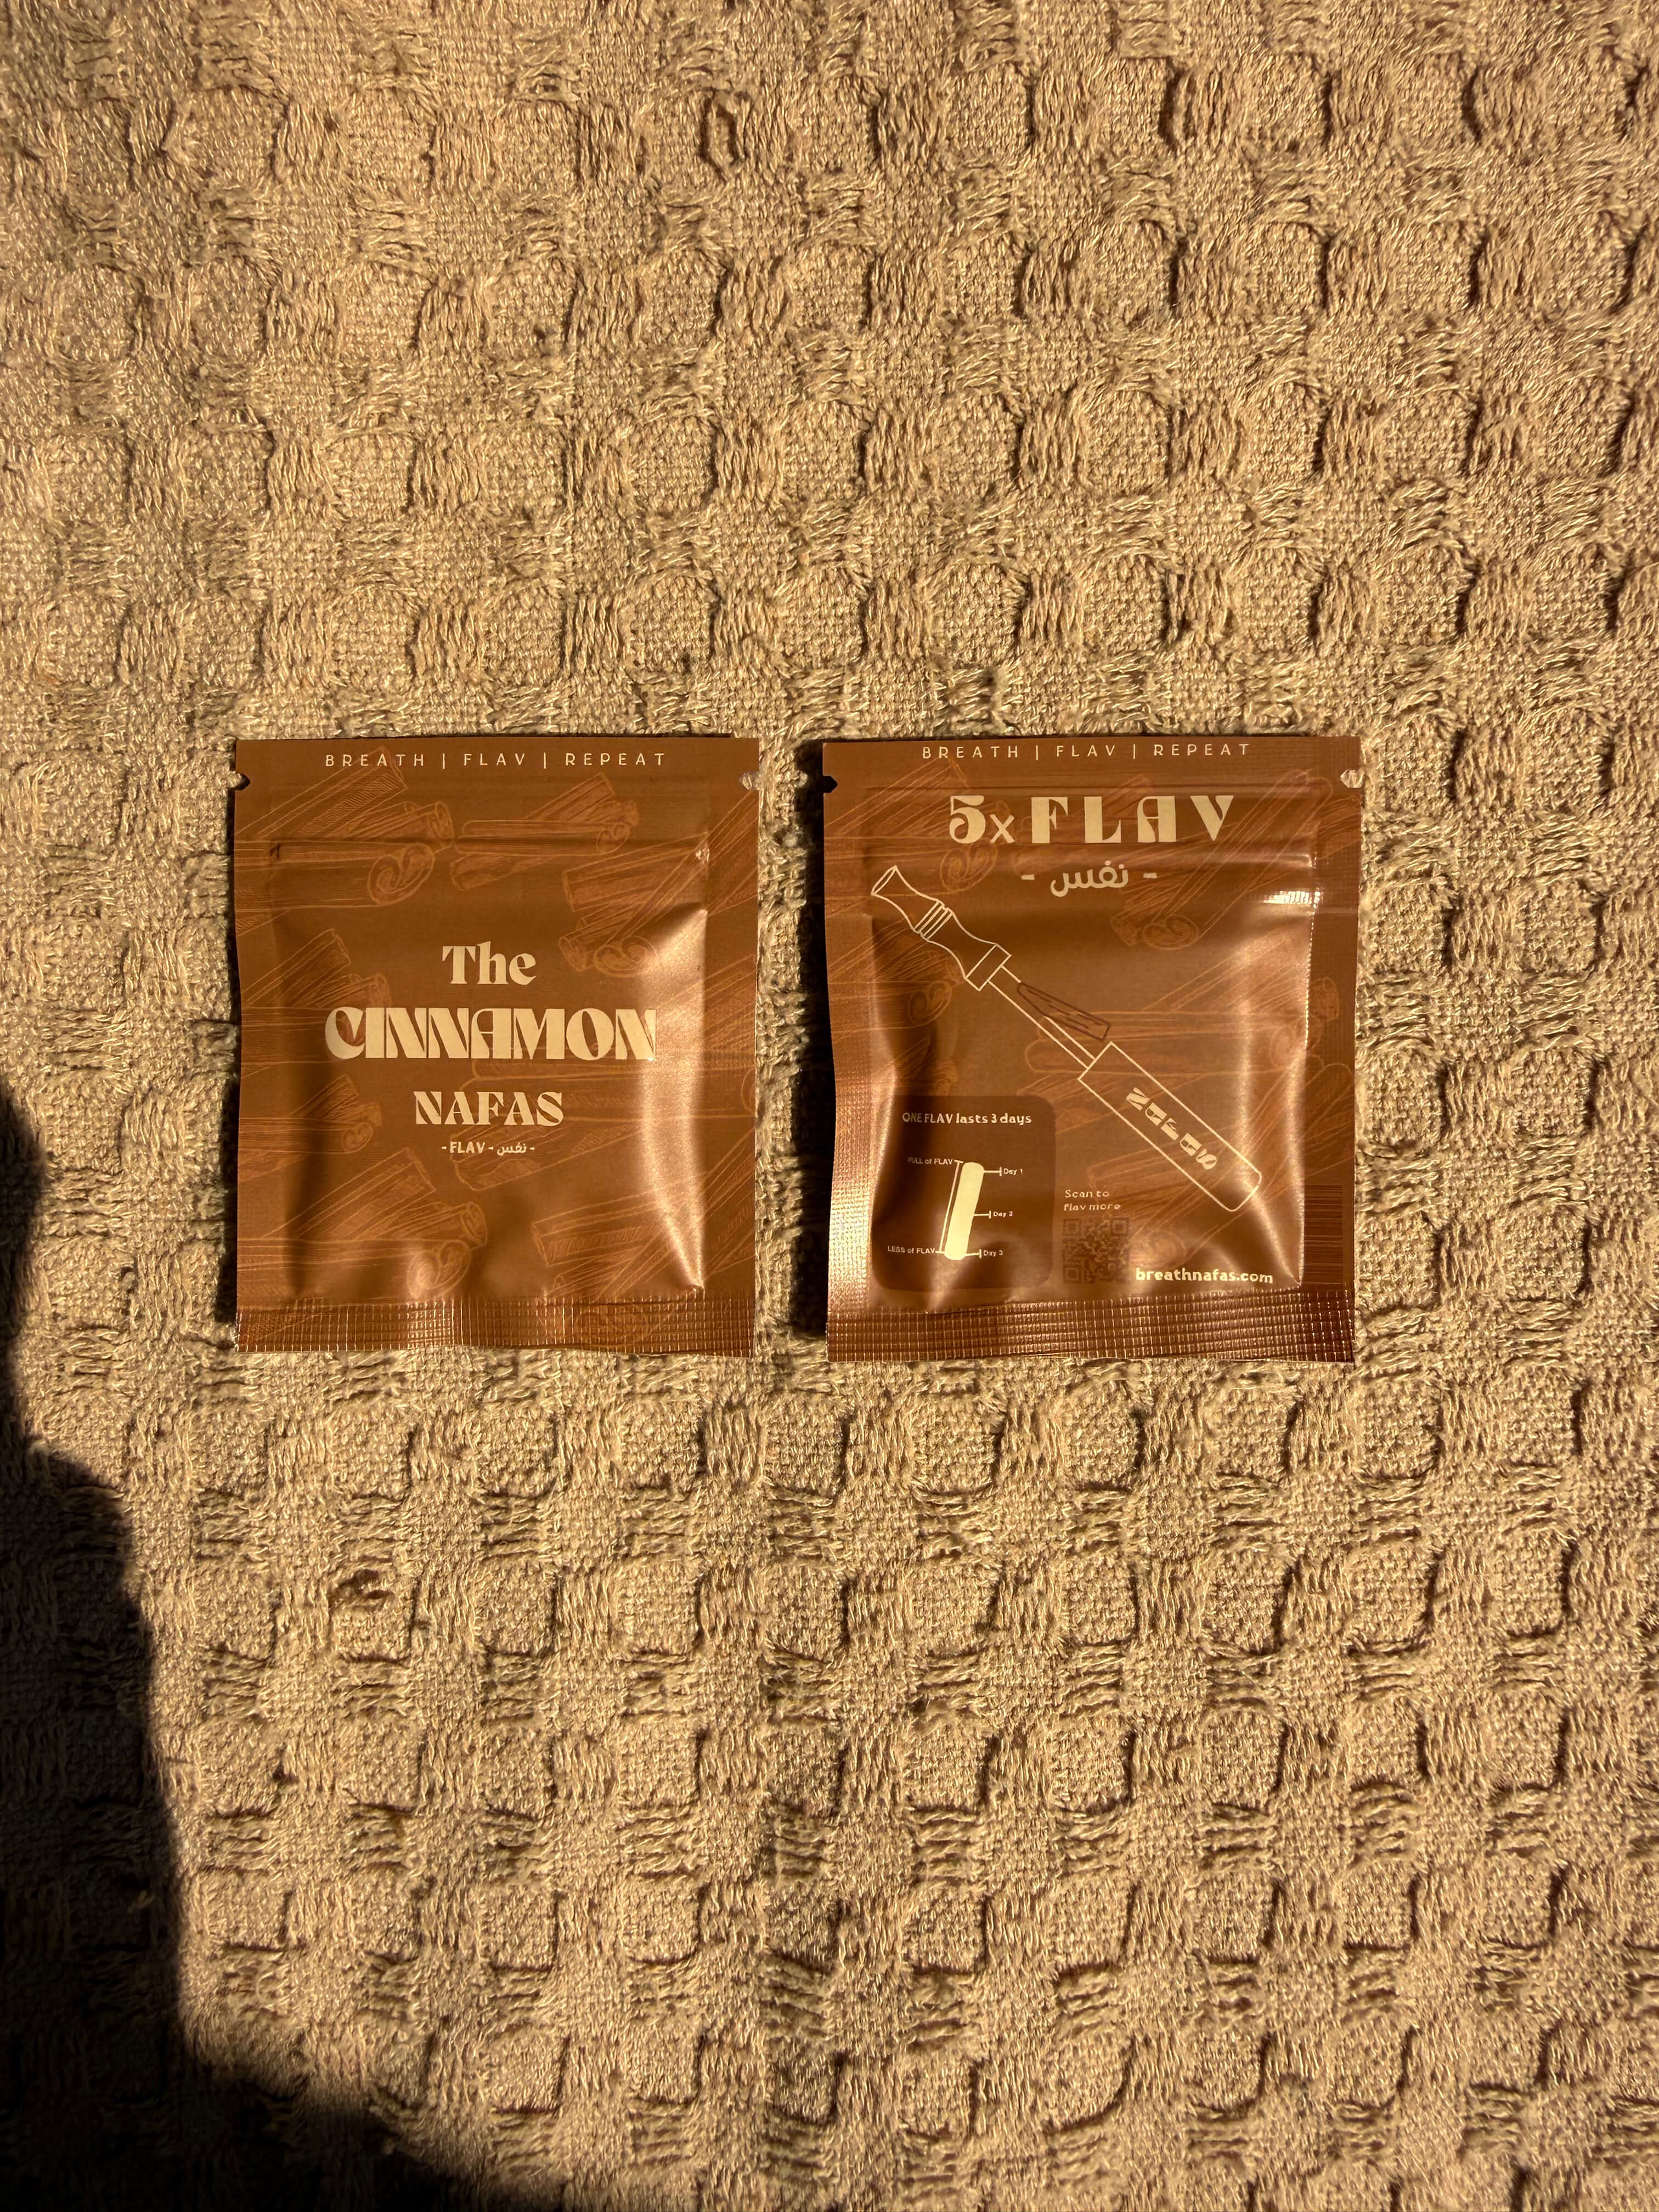 BREATH | FLAV | REPEAT
The
CINNAMON
NAFAS
- FLAV - نفس -
BREATH | FLAV | REPEAT
5x FLAV
- نفس -
NAFAS
ONE FLAV lasts 3 days
FULL of FLAV
Day 1
Day 2
LESS of FLAV
Day 3
Scan to
flav more
breathnafas.com